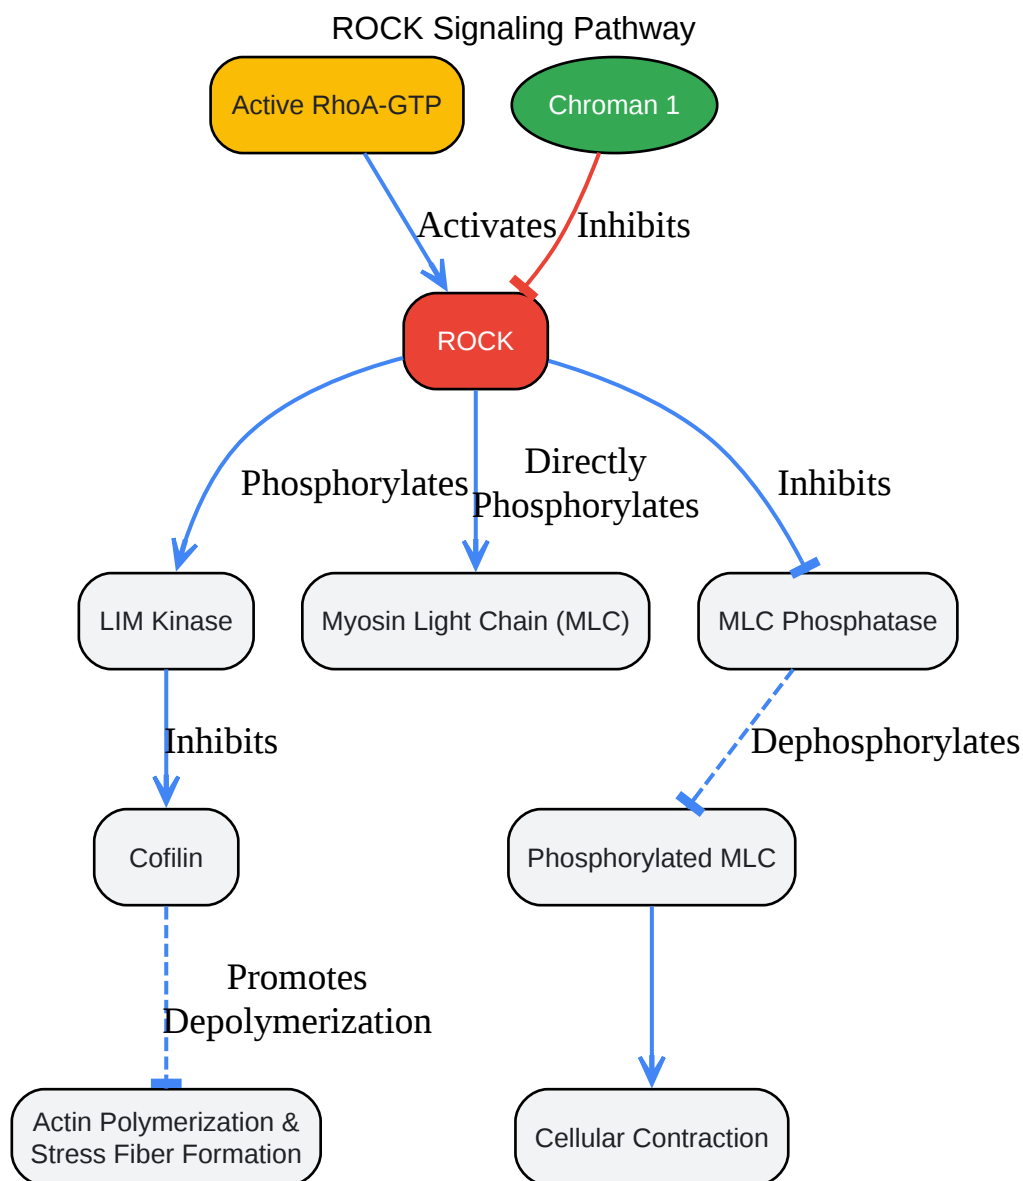 ROCK Signaling Pathway
Active RhoA-GTP
Chroman 1
Activates
Inhibits
ROCK
Phosphorylates
Directly
Phosphorylates
Inhibits
LIM Kinase
Myosin Light Chain (MLC)
MLC Phosphatase
Inhibits
Dephosphorylates
Cofilin
Phosphorylated MLC
Promotes
Depolymerization
Actin Polymerization &
Stress Fiber Formation
Cellular Contraction